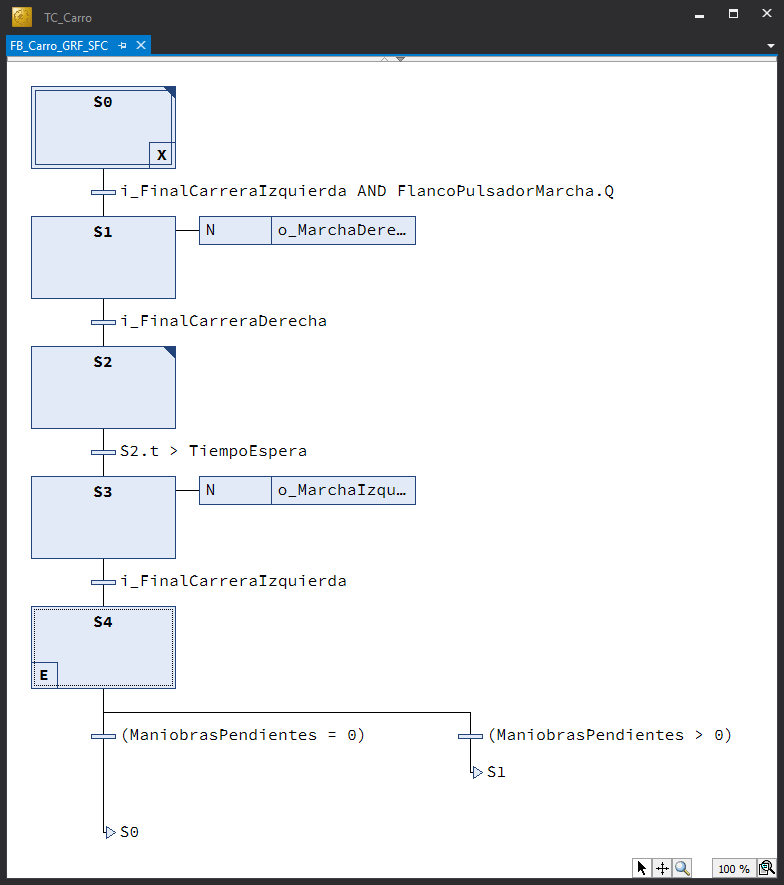 TC_Carro
FB_Carro_GRF_SFC
S0
X
i_FinalCarreraIzquierda AND FlancoPulsadorMarcha.Q
S1
N
o_MarchaDere…
i_FinalCarreraDerecha
S2
S2.t > TiempoEspera
S3
N
o_MarchaIzqu…
i_FinalCarreraIzquierda
S4
E
(ManiobrasPendientes = 0)
(ManiobrasPendientes > 0)
S1
S0
100 %